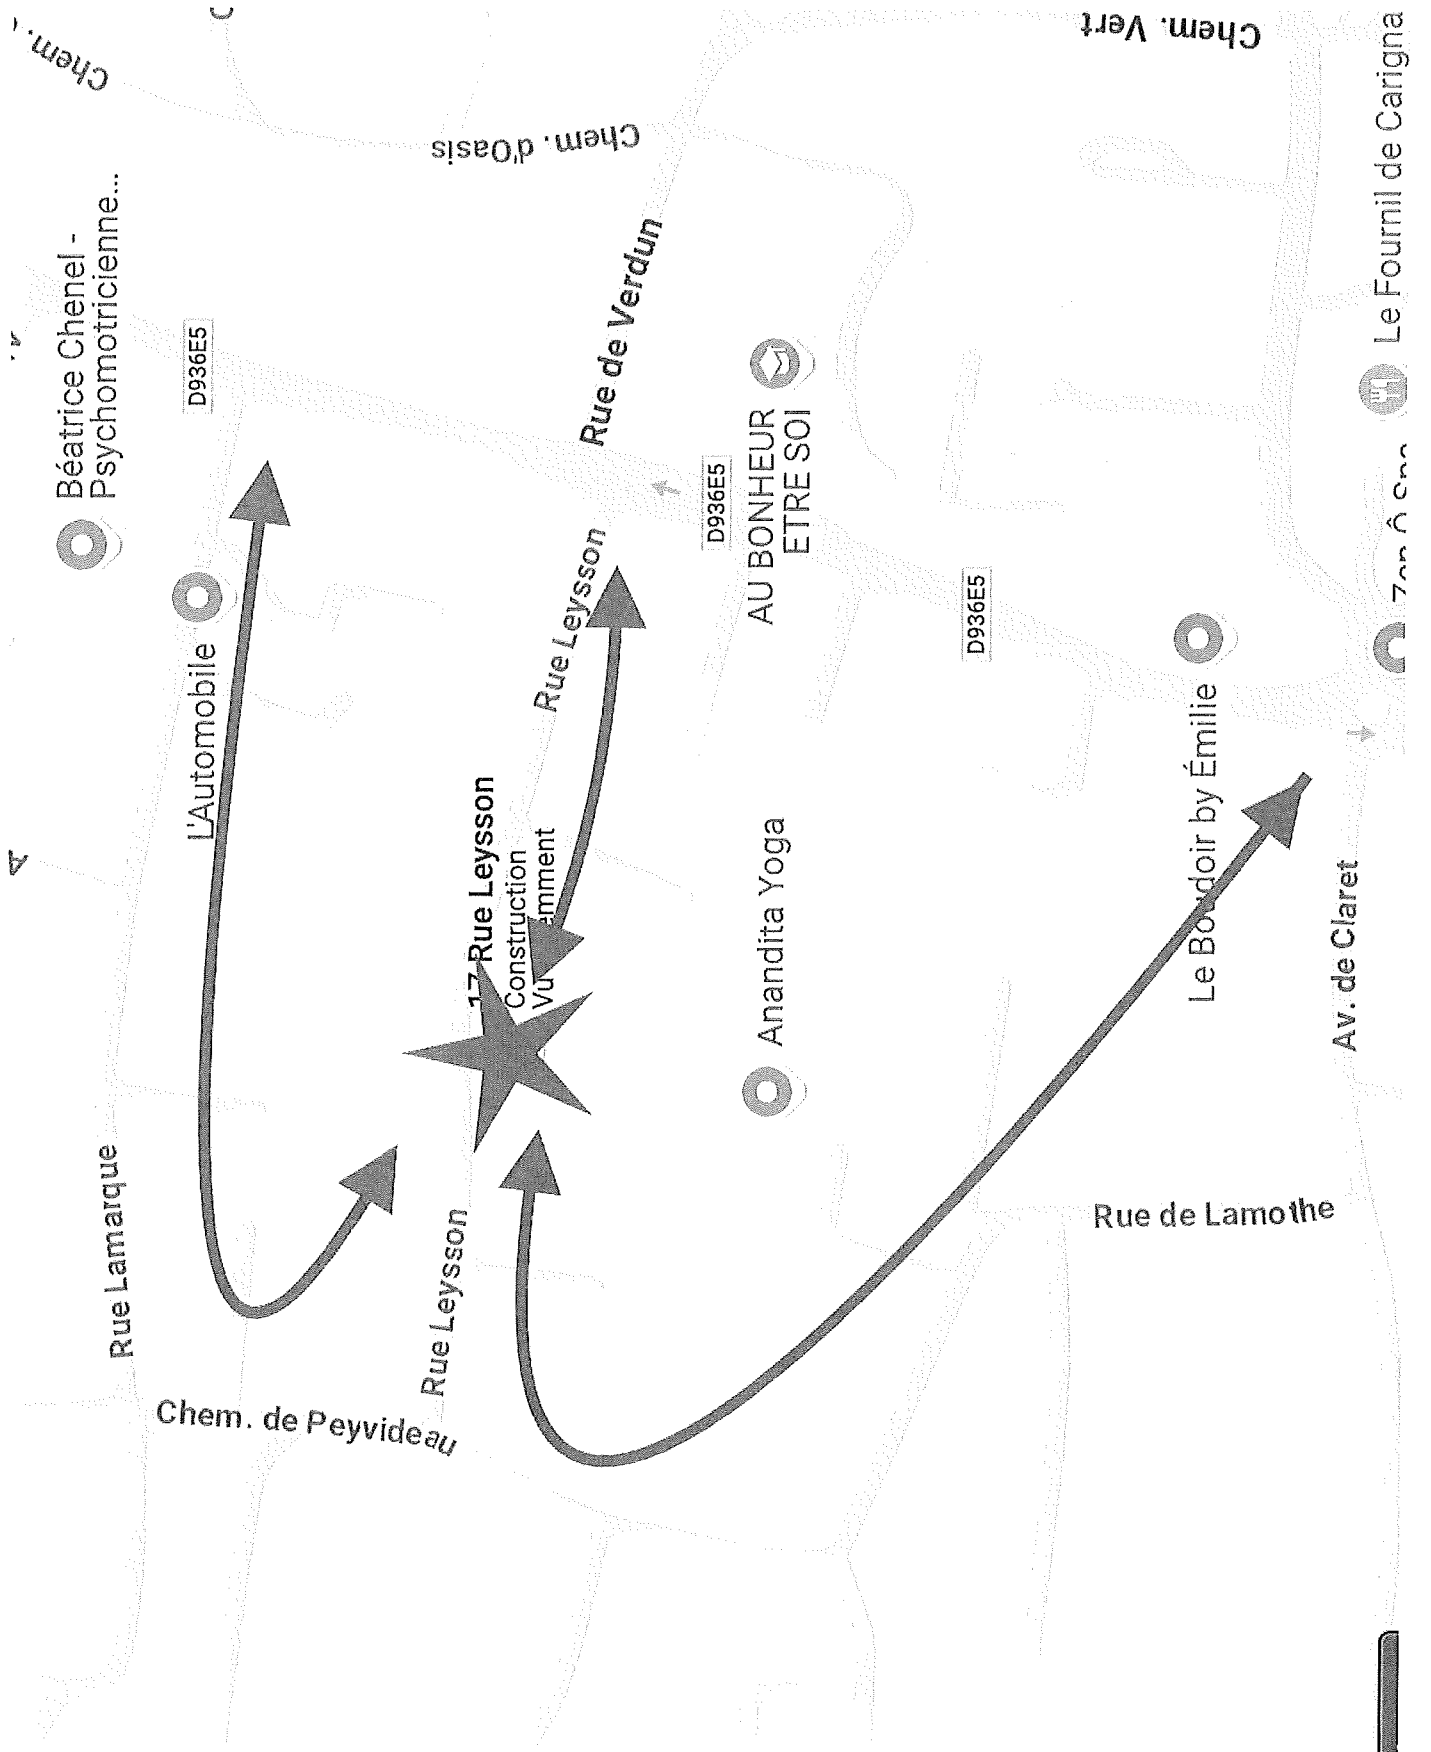 Chem.
Chem. d'Oasis
Chem. Vert
Béatrice Chenel -
Psychomotricienne...
D936E5
Rue de Verdun
Le Fournil de Carigna
AU BONHEUR
ETRE SOI
D936E5
D936E5
L'Automobile
Rue Leysson
17 Rue Leysson
Construction
Anandita Yoga
Le Boudoir by Émilie
Av. de Claret
Rue Lamarque
Rue Leysson
Rue de Lamothe
Chem. de Peyvideau